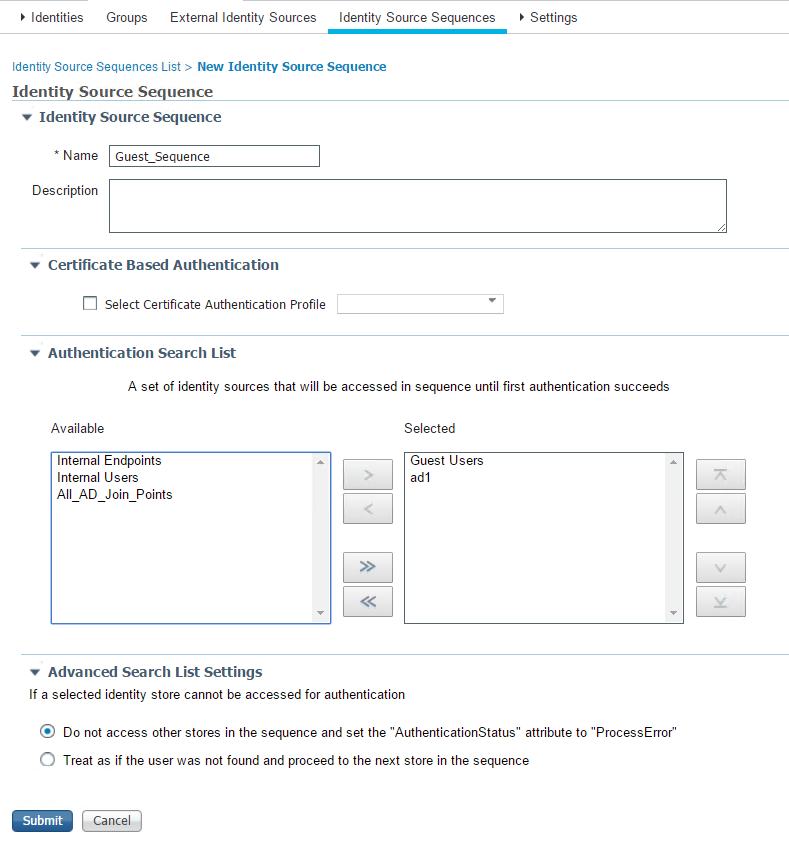 Identities Groups External Identity Sources Identity Source Sequences Settings
Identity Source Sequences List > New Identity Source Sequence
Identity Source Sequence
Identity Source Sequence
* Name Guest_Sequence
Description
Certificate Based Authentication
Select Certificate Authentication Profile
Authentication Search List
A set of identity sources that will be accessed in sequence until first authentication succeeds
Available Selected
Internal Endpoints Guest Users
Internal Users ad1
All_AD_Join_Points
Advanced Search List Settings
If a selected identity store cannot be accessed for authentication
Do not access other stores in the sequence and set the "AuthenticationStatus" attribute to "ProcessError"
Treat as if the user was not found and proceed to the next store in the sequence
Submit Cancel